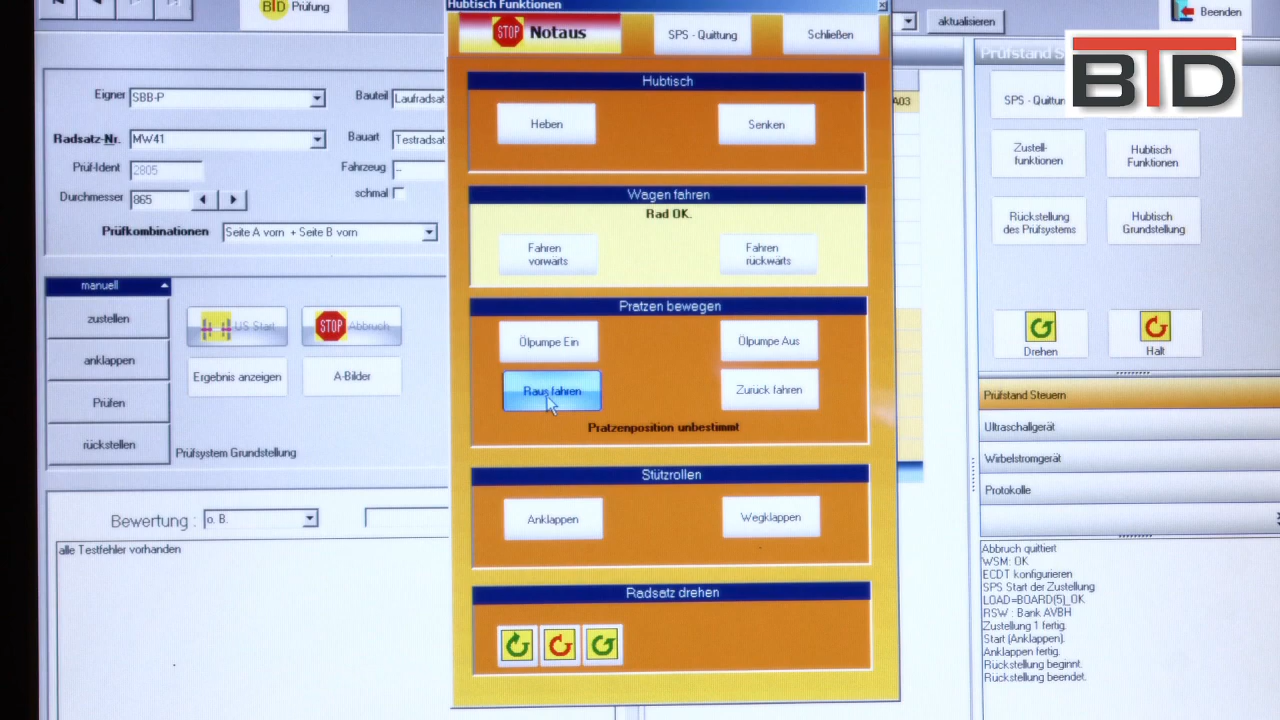 Hubtisch Funktionen
BTD Prüfung
STOP Notaus
SPS - Quittung
Schließen
aktualisieren
Beenden
BTD
Eigner
SBB-P
Bauteil
Laufradsat
Radsatz-Nr.
MW41
Bauart
Testradsat
Prüf-Ident
2805
Fahrzeug
--
Durchmesser
865
schmal
Prüfkombinationen
Seite A vorn + Seite B vorn
manuell
zustellen
anklappen
Prüfen
rückstellen
US Start
STOP Abbruch
Ergebnis anzeigen
A-Bilder
Prüfsystem Grundstellung
Bewertung :
o. B.
alle Testfehler vorhanden
Hubtisch
Heben
Senken
Wagen fahren
Rad OK.
Fahren
vorwärts
Fahren
rückwärts
Pratzen bewegen
Ölpumpe Ein
Ölpumpe Aus
Raus fahren
Zurück fahren
Pratzenposition unbestimmt
Stützrollen
Anklappen
Wegklappen
Radsatz drehen
A03
Prüfstand S
SPS - Quittun
Zustell-
funktionen
Hubtisch
Funktionen
Rückstellung
des Prüfsystems
Hubtisch
Grundstellung
Drehen
Halt
Prüfstand Steuern
Ultraschallgerät
Wirbelstromgerät
Protokolle
Abbruch quittiert
WSM: OK
ECDT konfigurieren
SPS Start der Zustellung
LOAD=BOARD(5)_OK
RSW : Bank AVBH
Zustellung 1 fertig.
Start (Anklappen).
Anklappen fertig.
Rückstellung beginnt.
Rückstellung beendet.